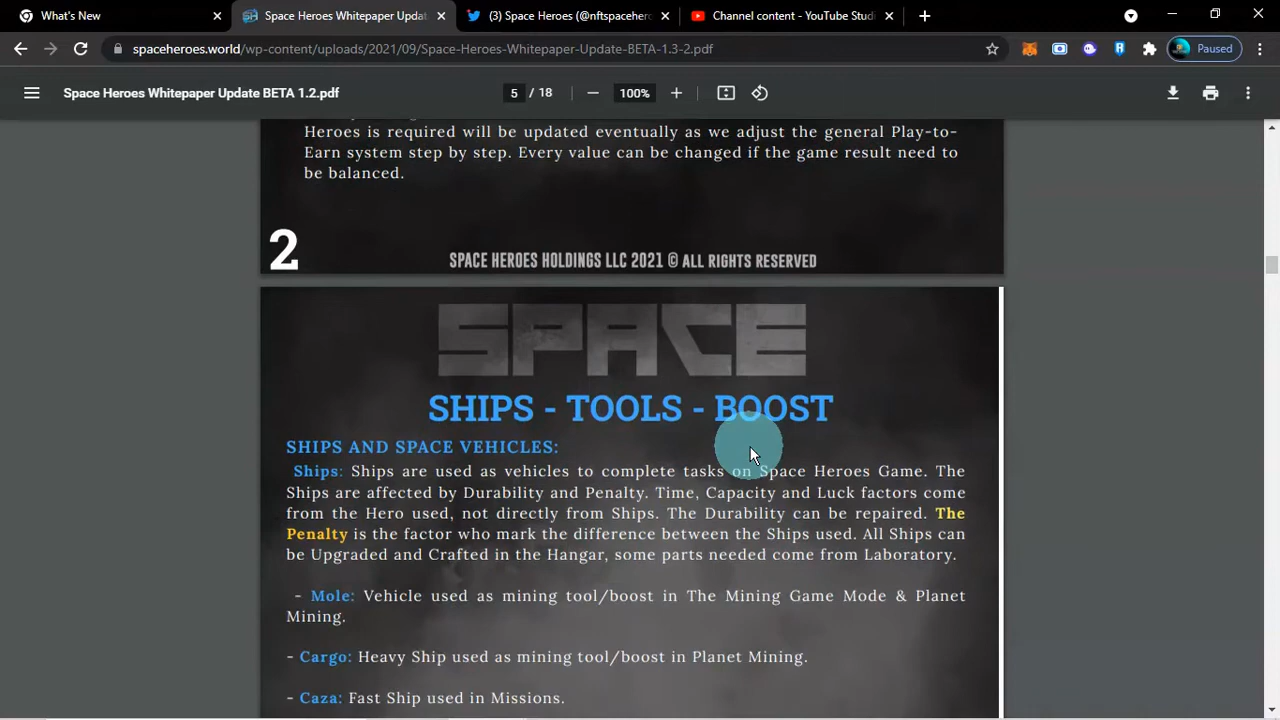 What's New
Space Heroes Whitepaper Updat
(3) Space Heroes (@nftspacehero
Channel content - YouTube Studi
spaceheroes.world/wp-content/uploads/2021/09/Space-Heroes-Whitepaper-Update-BETA-1.3-2.pdf
Paused
Space Heroes Whitepaper Update BETA 1.2.pdf
5 / 18
100%
Heroes is required will be updated eventually as we adjust the general Play-to-
Earn system step by step. Every value can be changed if the game result need to
be balanced.
2
SPACE HEROES HOLDINGS LLC 2021 © ALL RIGHTS RESERVED
SPACE
SHIPS - TOOLS - BOOST
SHIPS AND SPACE VEHICLES:
Ships: Ships are used as vehicles to complete tasks on Space Heroes Game. The
Ships are affected by Durability and Penalty. Time, Capacity and Luck factors come
from the Hero used, not directly from Ships. The Durability can be repaired. The
Penalty is the factor who mark the difference between the Ships used. All Ships can
be Upgraded and Crafted in the Hangar, some parts needed come from Laboratory.
- Mole: Vehicle used as mining tool/boost in The Mining Game Mode & Planet
Mining.
- Cargo: Heavy Ship used as mining tool/boost in Planet Mining.
- Caza: Fast Ship used in Missions.